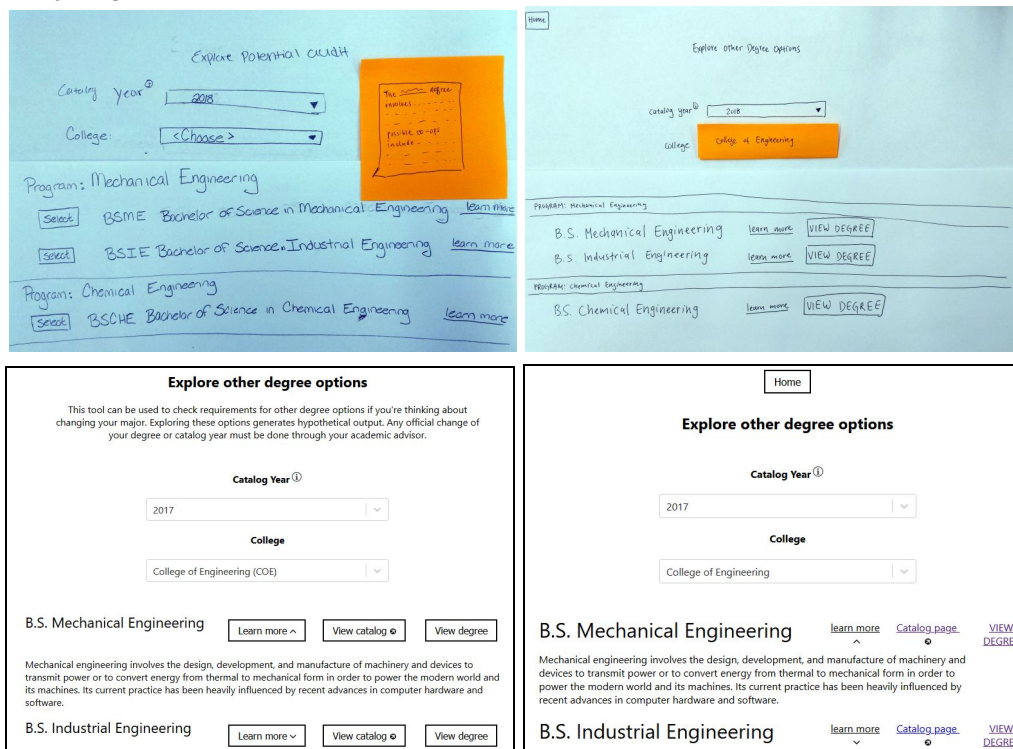 Explore Potential audit
Catalog year
2018
College:
<Choose>
The degree
involves
possible co-ops
include
Program: Mechanical Engineering
Select BSME Bachelor of Science in Mechanical Engineering learn more
Select BSIE Bachelor of Science, Industrial Engineering learn more
Program: Chemical Engineering
Select BSCHE Bachelor of Science in Chemical Engineering learn more
Home
Explore other Degree Options
catalog year
2018
College
College of Engineering
PROGRAM: Mechanical Engineering
B.S. Mechanical Engineering learn more VIEW DEGREE
B.S. Industrial Engineering learn more VIEW DEGREE
PROGRAM: Chemical Engineering
B.S. Chemical Engineering learn more VIEW DEGREE
Explore other degree options
This tool can be used to check requirements for other degree options if you're thinking about
changing your major. Exploring these options generates hypothetical output. Any official change of
your degree or catalog year must be done through your academic advisor.
Catalog Year
2017
College
College of Engineering (COE)
B.S. Mechanical Engineering Learn more View catalog View degree
Mechanical engineering involves the design, development, and manufacture of machinery and devices to
transmit power or to convert energy from thermal to mechanical form in order to power the modern world and
its machines. Its current practice has been heavily influenced by recent advances in computer hardware and
software.
B.S. Industrial Engineering Learn more View catalog View degree
Home
Explore other degree options
Catalog Year
2017
College
College of Engineering
B.S. Mechanical Engineering learn more Catalog page VIEW
DEGRE
Mechanical engineering involves the design, development, and manufacture of machinery and
devices to transmit power or to convert energy from thermal to mechanical form in order to
power the modern world and its machines. Its current practice has been heavily influenced by
recent advances in computer hardware and software.
B.S. Industrial Engineering learn more Catalog page VIEW
DEGRE